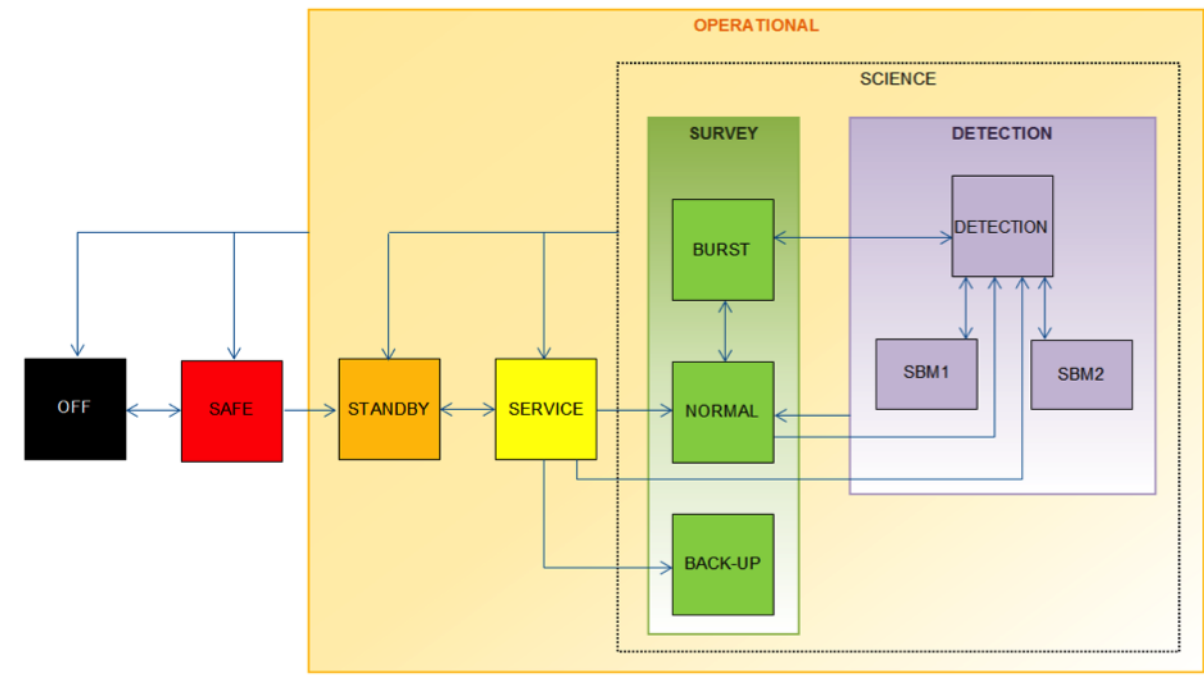 OPERATIONAL
SCIENCE
SURVEY
DETECTION
BURST
DETECTION
OFF
SAFE
STANDBY
SERVICE
NORMAL
SBM1
SBM2
BACK-UP